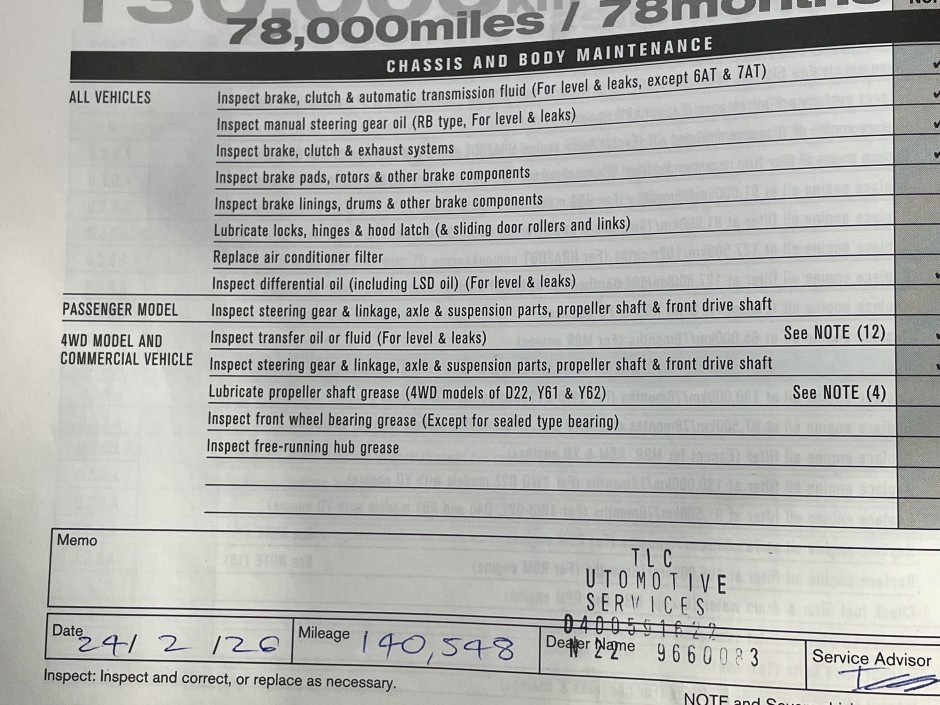 130,000km
78,000miles / 78months
CHASSIS AND BODY MAINTENANCE
ALL VEHICLES
Inspect brake, clutch & automatic transmission fluid (For level & leaks, except 6AT & 7AT)
Inspect manual steering gear oil (RB type, For level & leaks)
Inspect brake, clutch & exhaust systems
Inspect brake pads, rotors & other brake components
Inspect brake linings, drums & other brake components
Lubricate locks, hinges & hood latch (& sliding door rollers and links)
Replace air conditioner filter
Inspect differential oil (including LSD oil) (For level & leaks)
PASSENGER MODEL Inspect steering gear & linkage, axle & suspension parts, propeller shaft & front drive shaft
4WD MODEL AND COMMERCIAL VEHICLE
Inspect transfer oil or fluid (For level & leaks) See NOTE (12)
Inspect steering gear & linkage, axle & suspension parts, propeller shaft & front drive shaft
Lubricate propeller shaft grease (4WD models of D22, Y61 & Y62) See NOTE (4)
Inspect front wheel bearing grease (Except for sealed type bearing)
Inspect free-running hub grease
Memo
TLC
UTOMOTIVE
SERVICES
Date 24/ 2 /26 Mileage 140,548 Dealer Name
Service Advisor
Inspect: Inspect and correct, or replace as necessary.
NOTE and